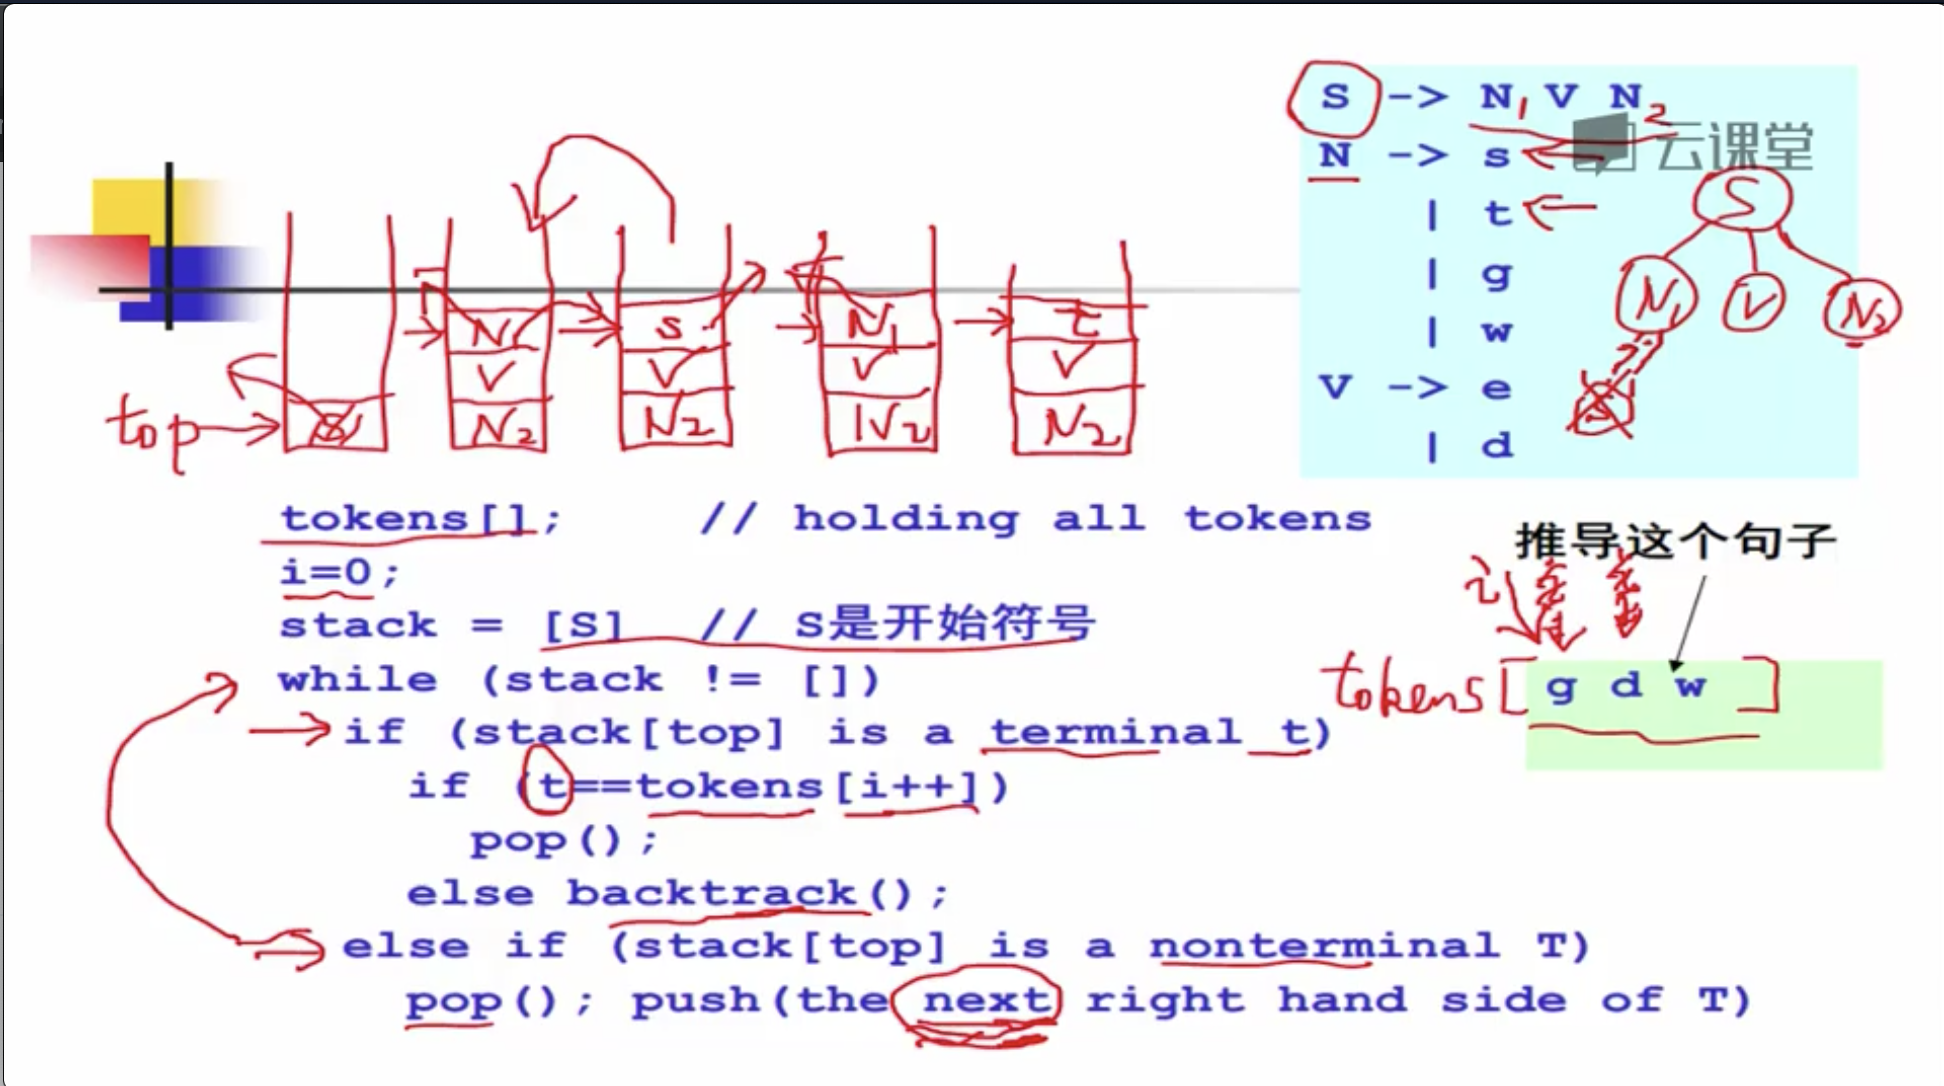 S -> N1 V N2
云课堂
N -> s
| t
| g
| w
V -> e
| d
S
N1 V N2
top
N V N2
s V N2
N1 V N2
t V N2
tokens[]; // holding all tokens
i=0;
stack = [S] // S是开始符号
while (stack != [])
if (stack[top] is a terminal t)
if (t==tokens[i++])
pop();
else backtrack();
else if (stack[top] is a nonterminal T)
pop(); push(the next right hand side of T)
推导这个句子
i
tokens[g d w]